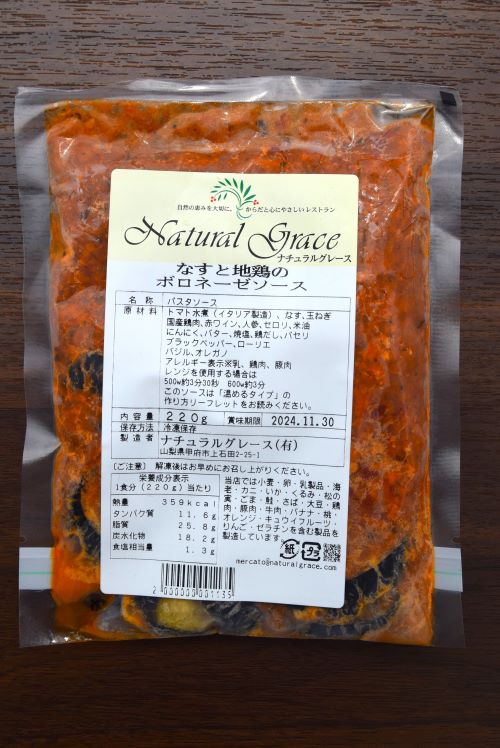 自然の恵みを大切に、からだと心にやさしいレストラン
Natural Grace
ナチュラルグレース
なすと地鶏の
ボロネーゼソース
名 称 パスタソース
原材料 トマト水煮（イタリア製造）、なす、玉ねぎ
国産鶏肉、赤ワイン、人参、セロリ、米油
にんにく、バター、焼塩、鶏だし、パセリ
ブラックペッパー、ローリエ
バジル、オレガノ
アレルギー表示※乳、鶏肉、豚肉
レンジを使用する場合は
500w約3分30秒 600w約3分
このソースは「温めるタイプ」の
作り方リーフレットをお読みください。
内容量 220g 賞味期限 2024.11.30
保存方法 冷凍保存
製造者 ナチュラルグレース(有)
山梨県甲府市上石田2-25-1
(ご注意) 解凍後はお早めにお召し上がりください。
栄養成分表示
1食分(220g)当たり
熱量 359kcal
タンパク質 11.6g
脂質 25.8g
炭水化物 18.2g
食塩相当量 1.3g
当店では小麦・卵・乳製品・海
老・カニ・いか・くるみ・松の
実・ごま・鮭・さば・大豆・鶏
肉・豚肉・牛肉・バナナ・桃・
オレンジ・キュウイフルーツ・
りんご・ゼラチンを含む製品を
製造しています。
紙 プラ
mercato@naturalgrace.com
2 000000 001135